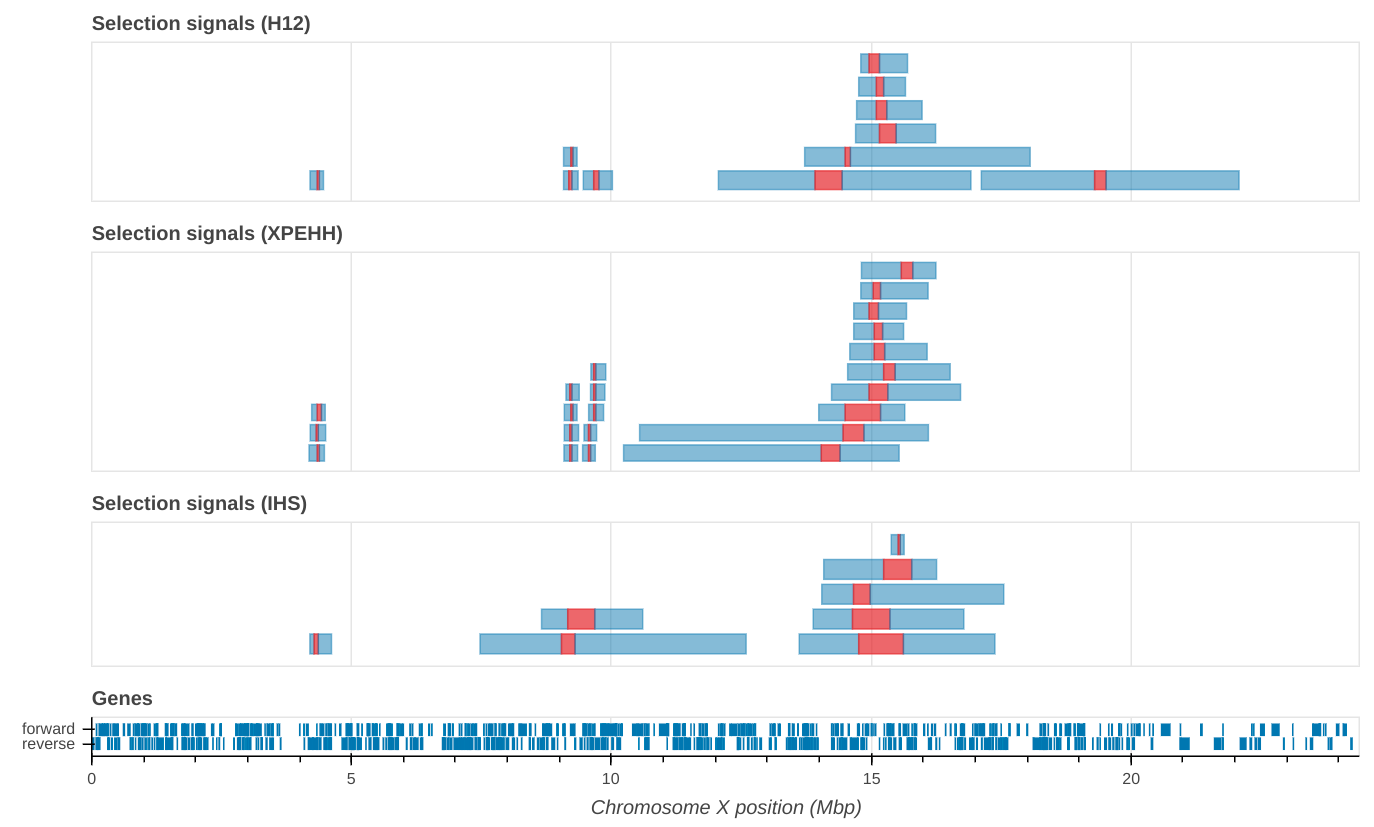 Selection signals (H12)
Selection signals (XPEHH)
Selection signals (IHS)
Genes
forward
reverse
0 5 10 15 20
Chromosome X position (Mbp)